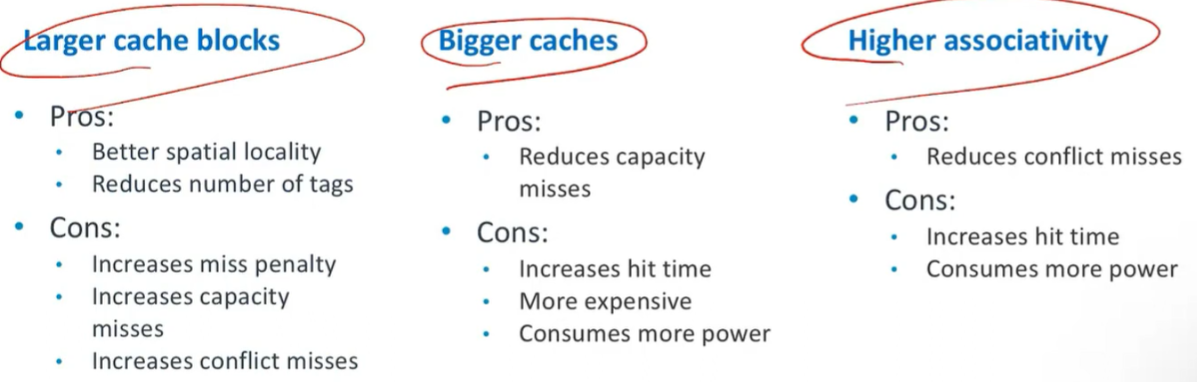 Larger cache blocks
• Pros:
• Better spatial locality
• Reduces number of tags
• Cons:
• Increases miss penalty
• Increases capacity
misses
• Increases conflict misses
Bigger caches
• Pros:
• Reduces capacity
misses
• Cons:
• Increases hit time
• More expensive
• Consumes more power
Higher associativity
• Pros:
• Reduces conflict misses
• Cons:
• Increases hit time
• Consumes more power